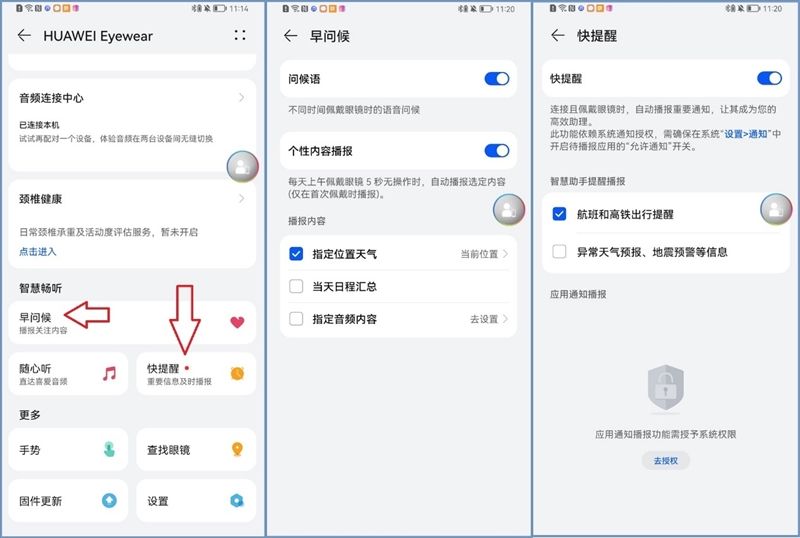 11:14
HUAWEI Eyewear
音频连接中心
已连接本机
试试再配对一个设备，体验音频在两台设备间无缝切换
颈椎健康
日常颈椎承重及活动度评估服务，暂未开启
点击进入
智慧畅听
早问候
播报关注内容
随心听
直达喜爱音频
快提醒
重要信息及时播报
更多
手势
查找眼镜
固件更新
设置
11:20
早问候
问候语
不同时间佩戴眼镜时的语音问候
个性内容播报
每天上午佩戴眼镜 5 秒无操作时，自动播报选定内容
(仅在首次佩戴时播报)。
播报内容
指定位置天气 当前位置
当天日程汇总
指定音频内容 去设置
11:20
快提醒
快提醒
连接且佩戴眼镜时，自动播报重要通知，让其成为您的
高效助理。
此功能依赖系统通知授权，需确保在系统“设置>通知”中
开启待播报应用的“允许通知”开关。
智慧助手提醒播报
航班和高铁出行提醒
异常天气预报、地震预警等信息
应用通知播报
应用通知播报功能需授予系统权限
去授权